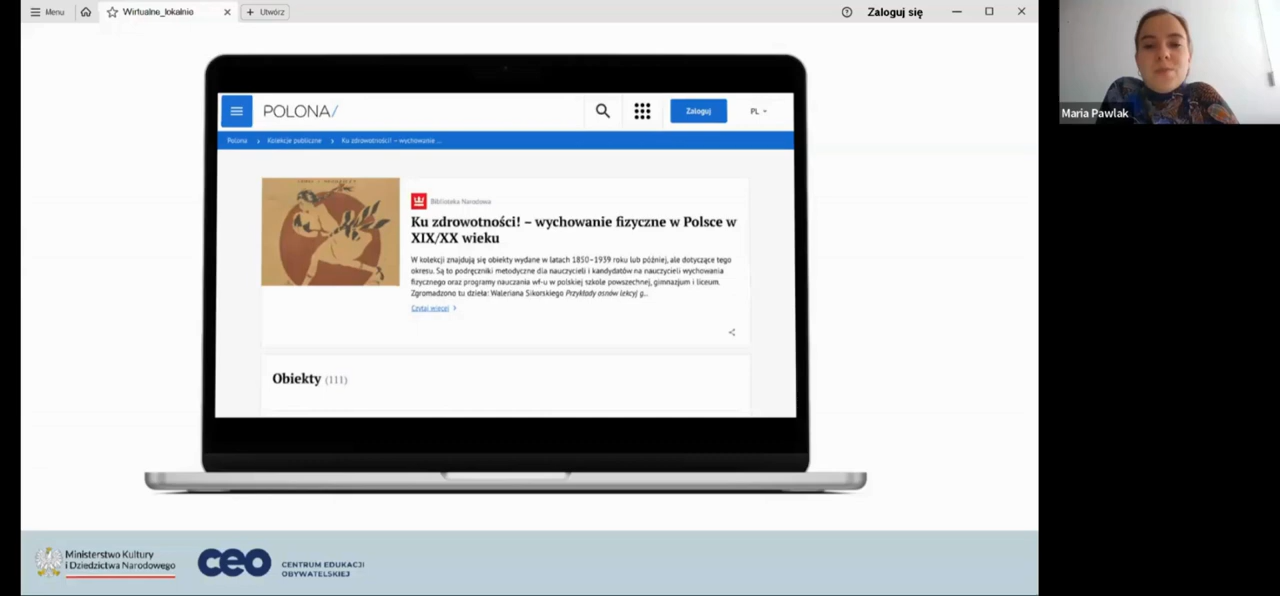 Menu
Wirtualne_lokalnie
Utwórz
Zaloguj się
POLONA/
Zaloguj
PL
Polona
Kolekcje publiczne
Ku zdrowotności! – wychowanie ...
Biblioteka Narodowa
Ku zdrowotności! – wychowanie fizyczne w Polsce w
XIX/XX wieku
W kolekcji znajdują się obiekty wydane w latach 1850–1939 roku lub później, ale dotyczące tego
okresu. Są to podręczniki metodyczne dla nauczycieli i kandydatów na nauczycieli wychowania
fizycznego oraz programy nauczania wf-u w polskiej szkole powszechnej, gimnazjum i liceum.
Zgromadzono tu dzieła: Waleriana Sikorskiego Przykłady osnów lekcyj g...
Czytaj więcej
Obiekty (111)
Ministerstwo Kultury
i Dziedzictwa Narodowego
ceo
CENTRUM EDUKACJI
OBYWATELSKIEJ
Maria Pawlak